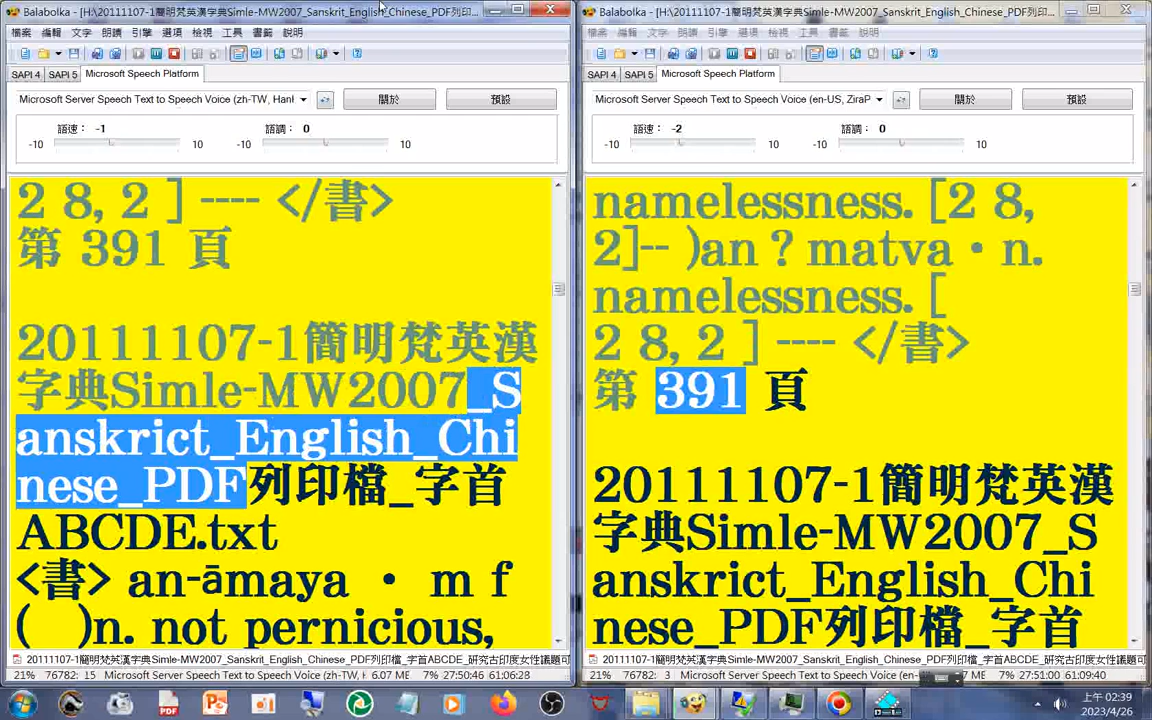 Balabolka - [H:\20111107-1簡明梵英漢字典Simle-MW2007_Sanskrit_English_Chinese_PDF列印...
檔案 編輯 文字 朗讀 引擎 選項 檢視 工具 書籤 說明
SAPI 4 SAPI 5 Microsoft Speech Platform
Microsoft Server Speech Text to Speech Voice (zh-TW, HanH 關於 預設
語速： -1 語調： 0
-10 10 -10 10
2 8, 2 ] ---- </書>
第 391 頁
20111107-1簡明梵英漢
字典Simle-MW2007_S
anskrict_English_Chi
nese_PDF列印檔_字首
ABCDE.txt
<書> an-āmaya • m f
( )n. not pernicious,
20111107-1簡明梵英漢字典Simle-MW2007_Sanskrit_English_Chinese_PDF列印檔_字首ABCDE_研究古印度女性議題可
21% 76782: 15 Microsoft Server Speech Text to Speech Voice (zh-TW, 6.07 ME 7% 27:50:46 61:06:28
Balabolka - [H:\20111107-1簡明梵英漢字典Simle-MW2007_Sanskrit_English_Chinese_PDF列印...
檔案 編輯 文字 朗讀 引擎 選項 檢視 工具 書籤 說明
SAPI 4 SAPI 5 Microsoft Speech Platform
Microsoft Server Speech Text to Speech Voice (en-US, ZiraP 關於 預設
語速： -2 語調： 0
-10 10 -10 10
namelessness. [2 8,
2]-- )an ? matva • n.
namelessness. [
2 8, 2 ] ---- </書>
第 391 頁
20111107-1簡明梵英漢
字典Simle-MW2007_S
anskrict_English_Chi
nese_PDF列印檔_字首
20111107-1簡明梵英漢字典Simle-MW2007_Sanskrit_English_Chinese_PDF列印檔_字首ABCDE_研究古印度女性議題可
21% 76782: 3 Microsoft Server Speech Text to Speech Voice (en-US, 7% 27:51:00 61:09:40
上午 02:39
2023/4/26